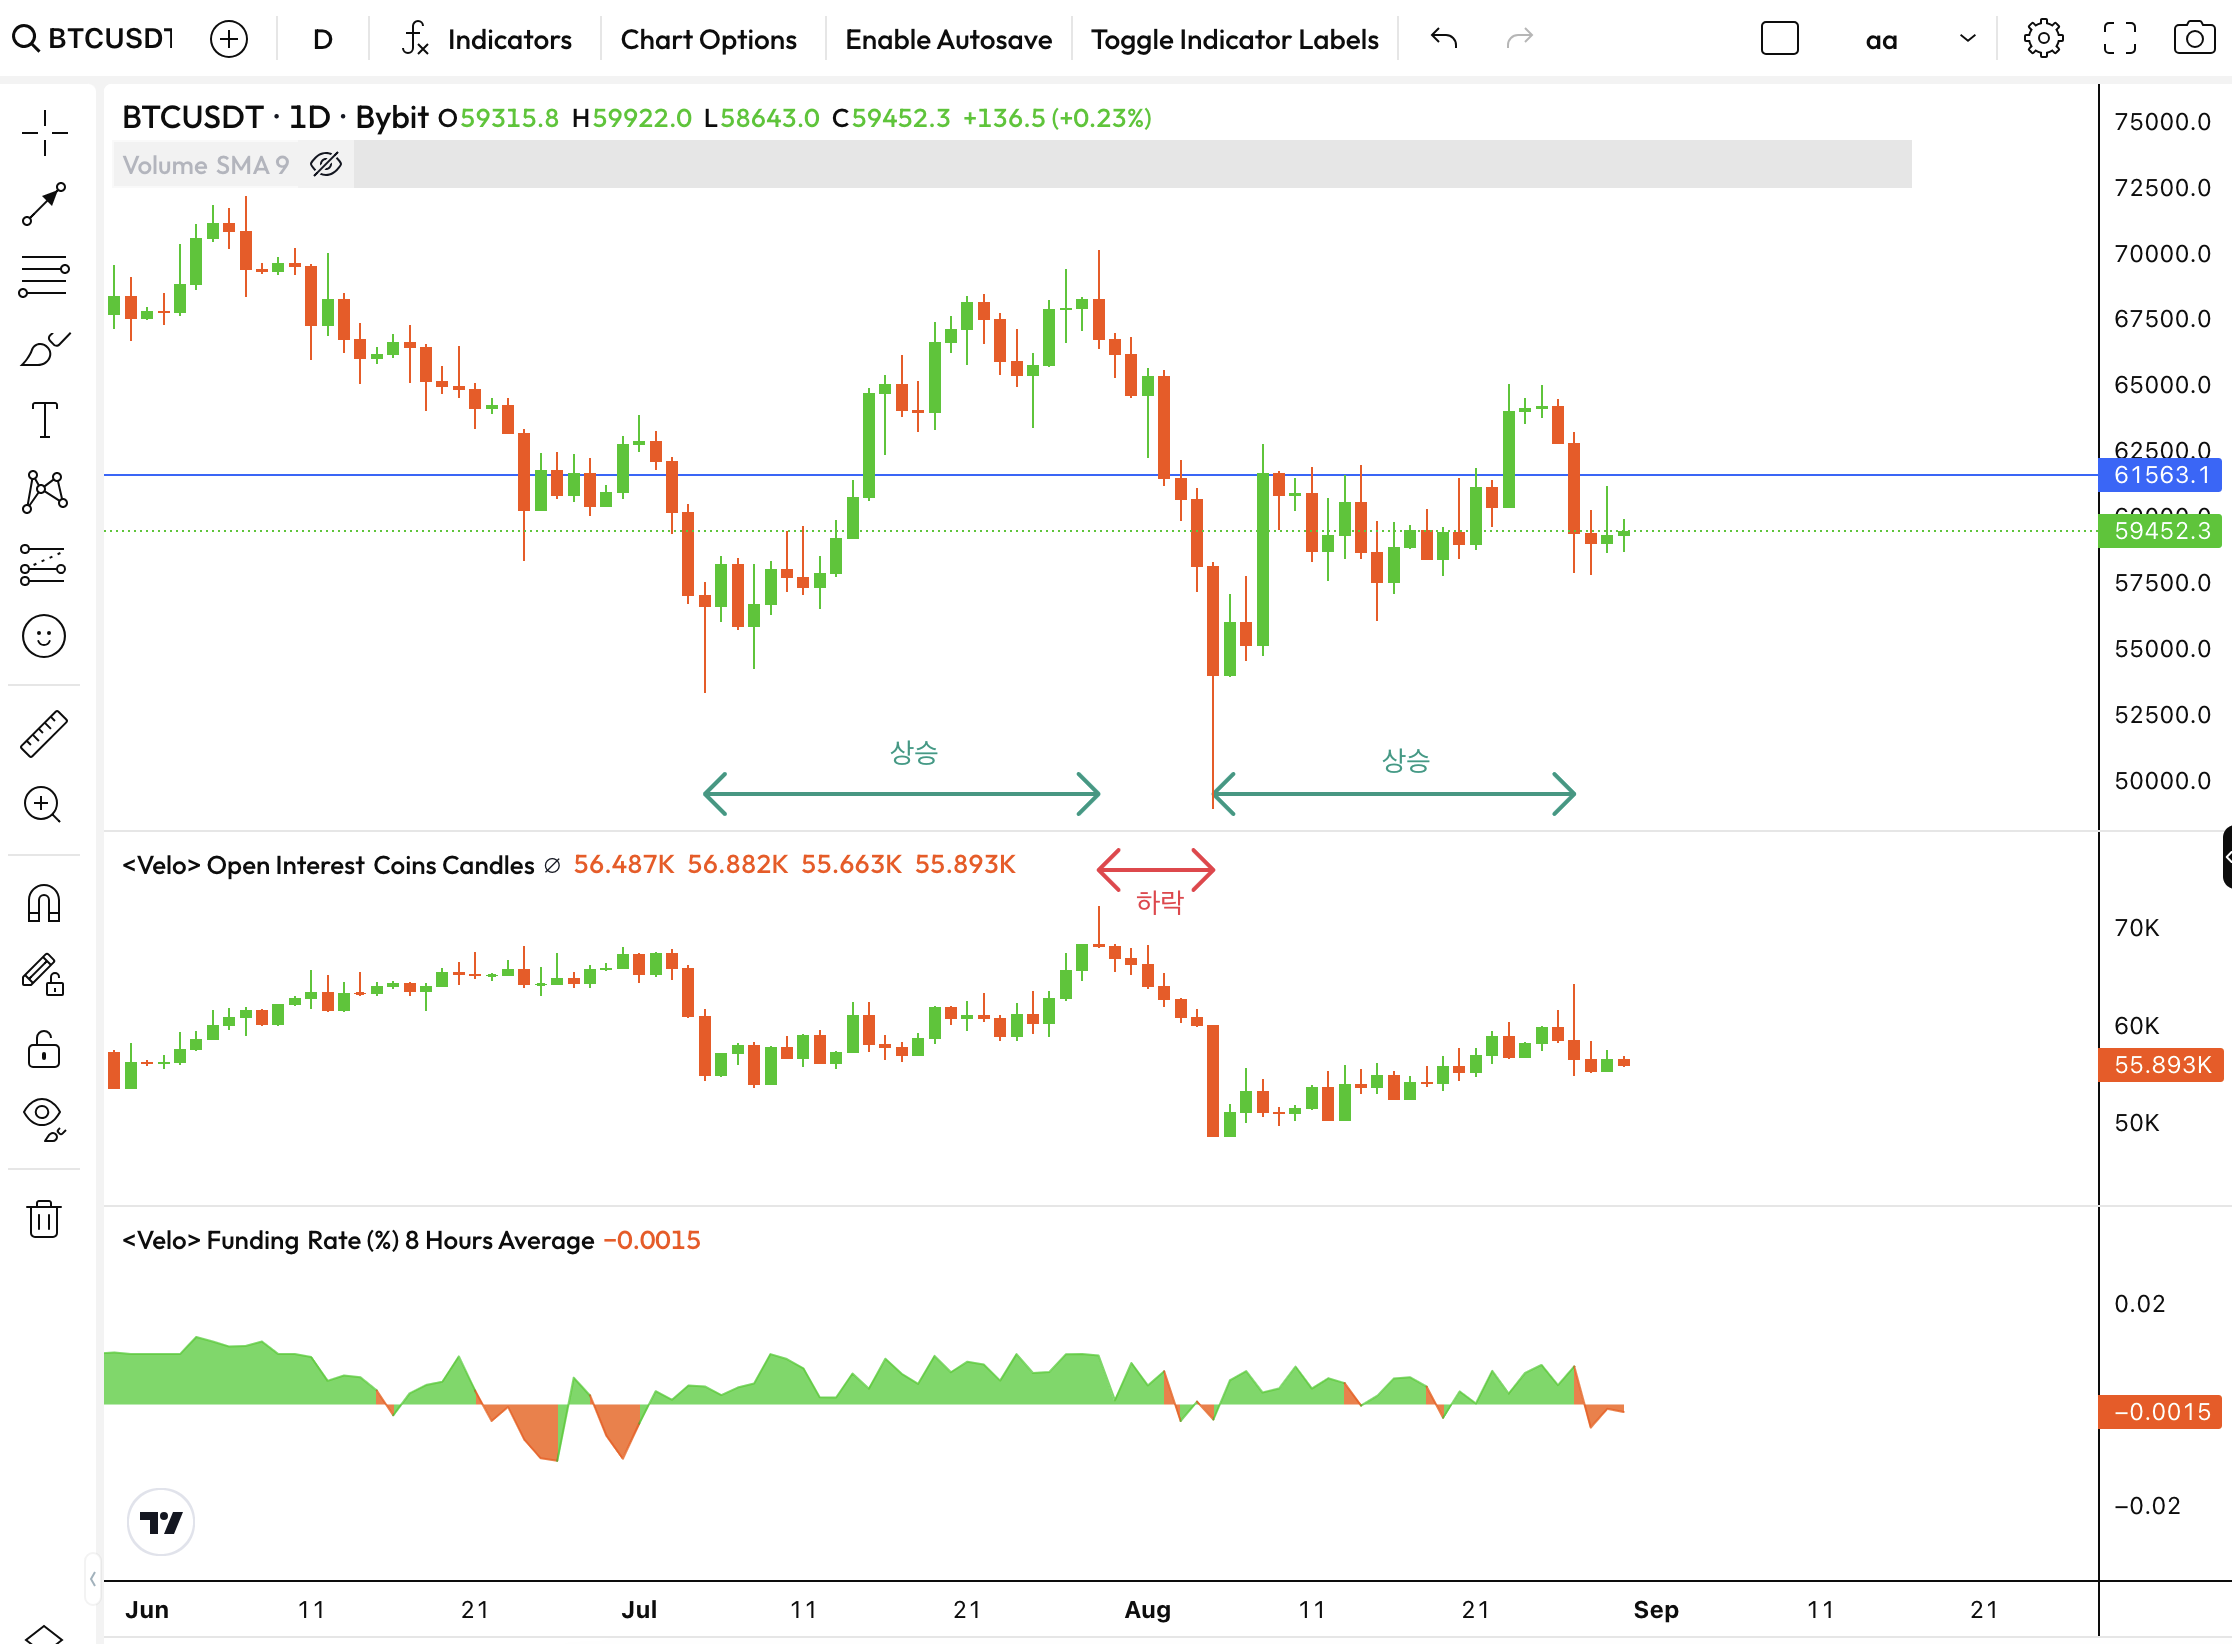 BTCUSDT D Indicators Chart Options Enable Autosave Toggle Indicator Labels aa
BTCUSDT · 1D · Bybit O59315.8 H59922.0 L58643.0 C59452.3 +136.5 (+0.23%)
Volume SMA 9
75000.0
72500.0
70000.0
67500.0
65000.0
62500.0
61563.1
60000.0
59452.3
57500.0
55000.0
52500.0
50000.0
상승
상승
<Velo> Open Interest Coins Candles ∅ 56.487K 56.882K 55.663K 55.893K
하락
70K
60K
55.893K
50K
<Velo> Funding Rate (%) 8 Hours Average −0.0015
0.02
−0.0015
−0.02
Jun 11 21 Jul 11 21 Aug 11 21 Sep 11 21